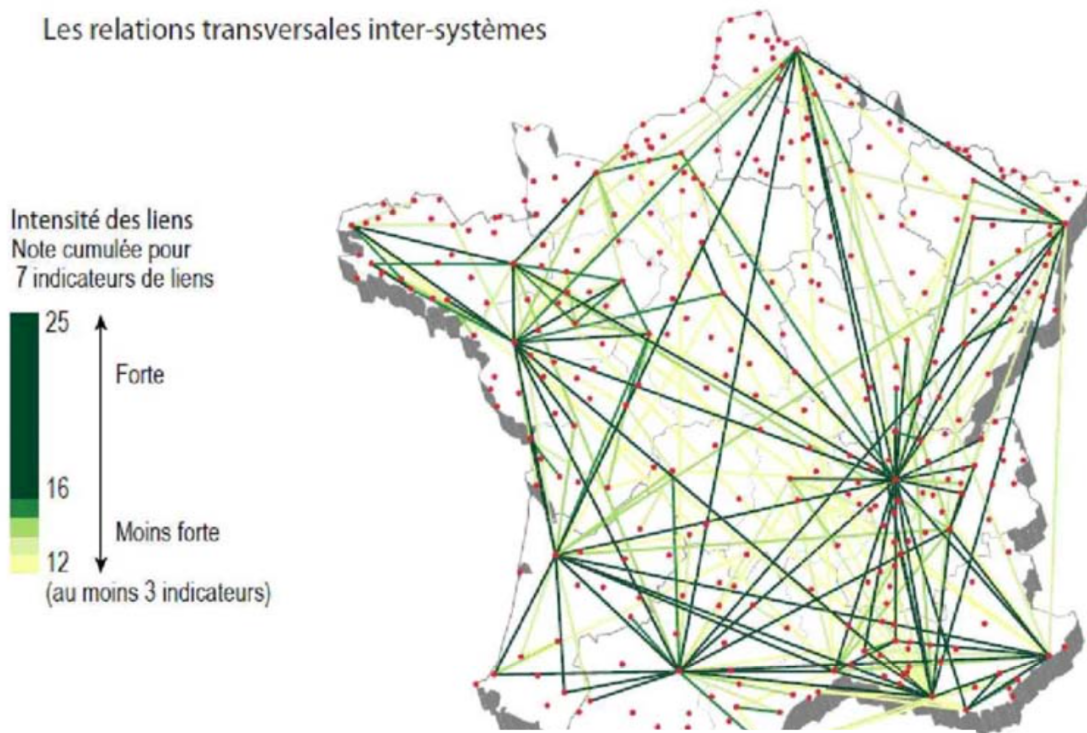 Les relations transversales inter-systèmes
Intensité des liens
Note cumulée pour
7 indicateurs de liens
25
Forte
16
Moins forte
12
(au moins 3 indicateurs)